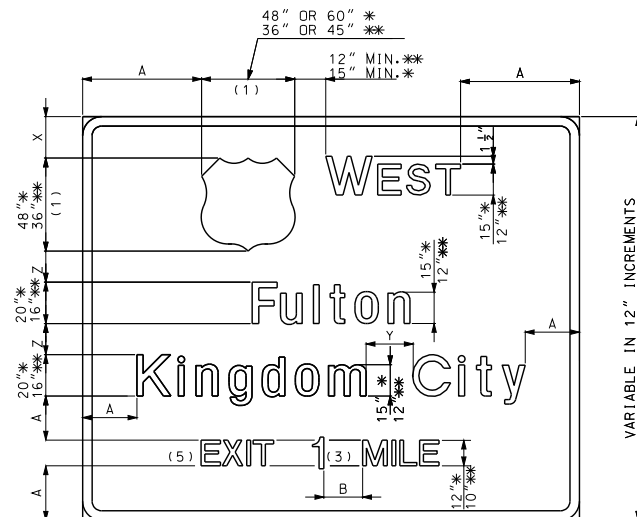 48" OR 60" *
36" OR 45" **
12" MIN.**
15" MIN.*
A
(1)
A
X
1 1/2"
WEST
48"*
36"**
(1)
15"*
12"**
Z
15"*
12"**
20"*
16"**
Fulton
VARIABLE IN 12" INCREMENTS
Z
Y
A
20"*
16"**
Kingdom City
15"*
12"**
A
A
(5) EXIT 1 (3) MILE
A
B
12"*
10"**